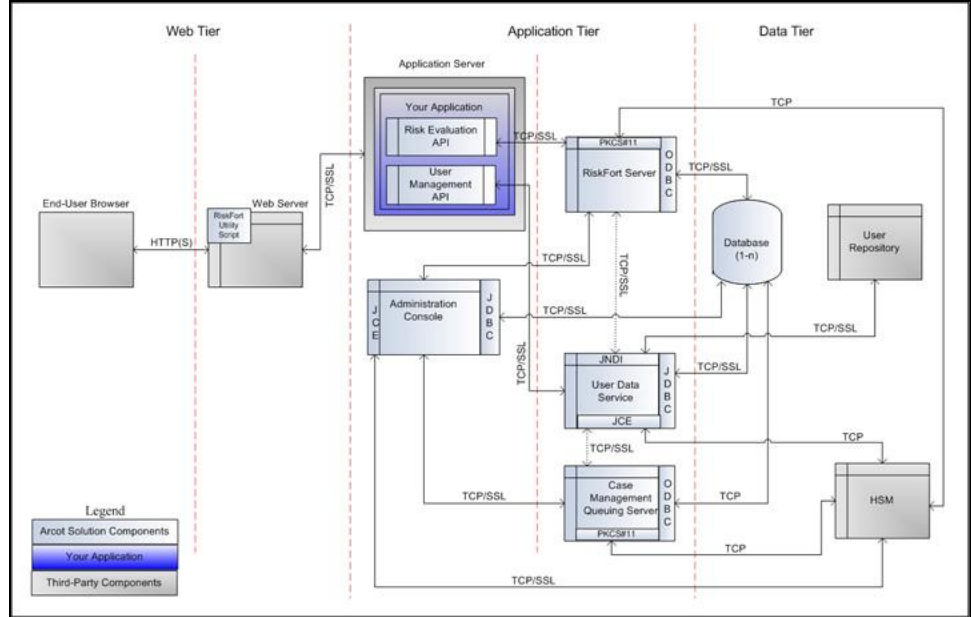 Web Tier
Application Tier
Data Tier
Application Server
Your Application
Risk Evaluation
API
User
Management
API
TCP/SSL
TCP/SSL
PKCS#11
RiskFort Server
O
D
B
C
TCP
TCP/SSL
End-User Browser
HTTP(S)
RiskFort
Utility
Script
Web Server
Database
(1-n)
User
Repository
TCP/SSL
TCP/SSL
J
C
E
Administration
Console
J
D
B
C
TCP/SSL
TCP/SSL
TCP/SSL
JNDI
User Data
Service
JCE
J
D
B
C
TCP/SSL
TCP
TCP/SSL
TCP/SSL
Case
Management
Queuing Server
PKCS#11
O
D
B
C
TCP
TCP
HSM
TCP/SSL
Legend
Arcot Solution Components
Your Application
Third-Party Components